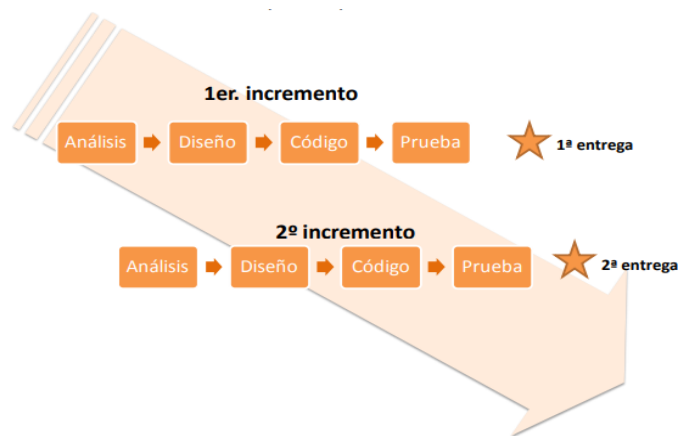 1er. incremento
Análisis Diseño Código Prueba 1ª entrega
2º incremento
Análisis Diseño Código Prueba 2ª entrega